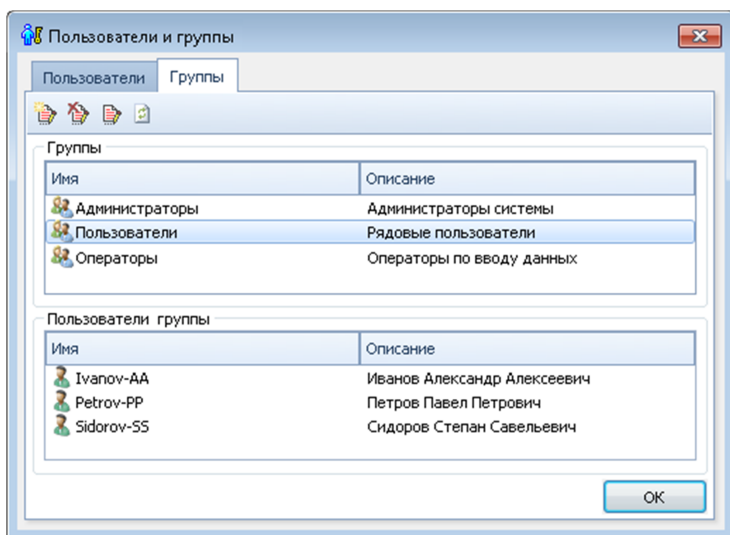 Пользователи и группы
Пользователи Группы
Группы
Имя Описание
Администраторы Администраторы системы
Пользователи Рядовые пользователи
Операторы Операторы по вводу данных
Пользователи группы
Имя Описание
Ivanov-AA Иванов Александр Алексеевич
Petrov-PP Петров Павел Петрович
Sidorov-SS Сидоров Степан Савельевич
ОК